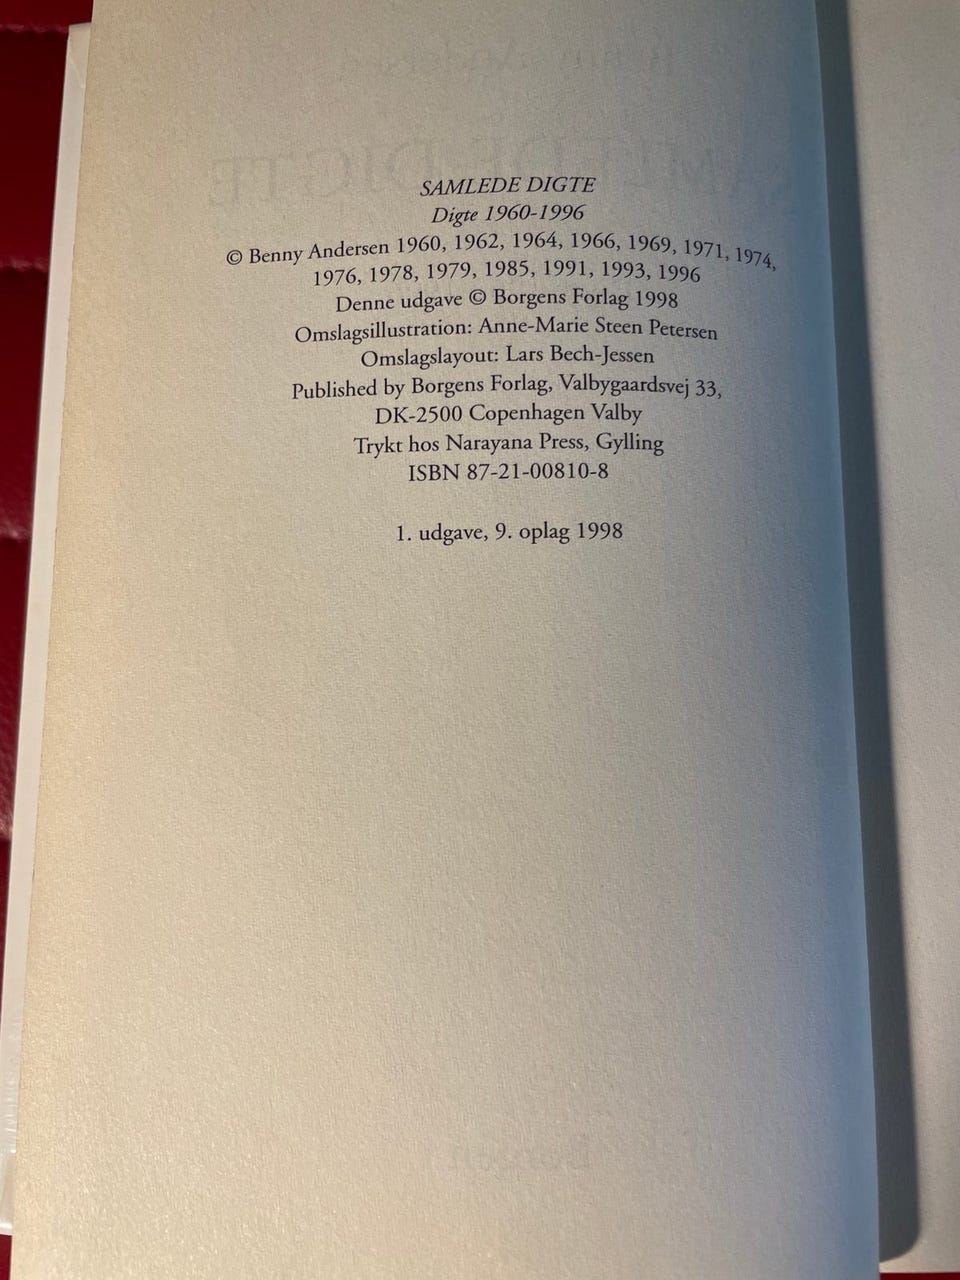 SAMLEDE DIGTE
Digte 1960-1996
© Benny Andersen 1960, 1962, 1964, 1966, 1969, 1971, 1974,
1976, 1978, 1979, 1985, 1991, 1993, 1996
Denne udgave © Borgens Forlag 1998
Omslagsillustration: Anne-Marie Steen Petersen
Omslagslayout: Lars Bech-Jessen
Published by Borgens Forlag, Valbygaardsvej 33,
DK-2500 Copenhagen Valby
Trykt hos Narayana Press, Gylling
ISBN 87-21-00810-8
1. udgave, 9. oplag 1998